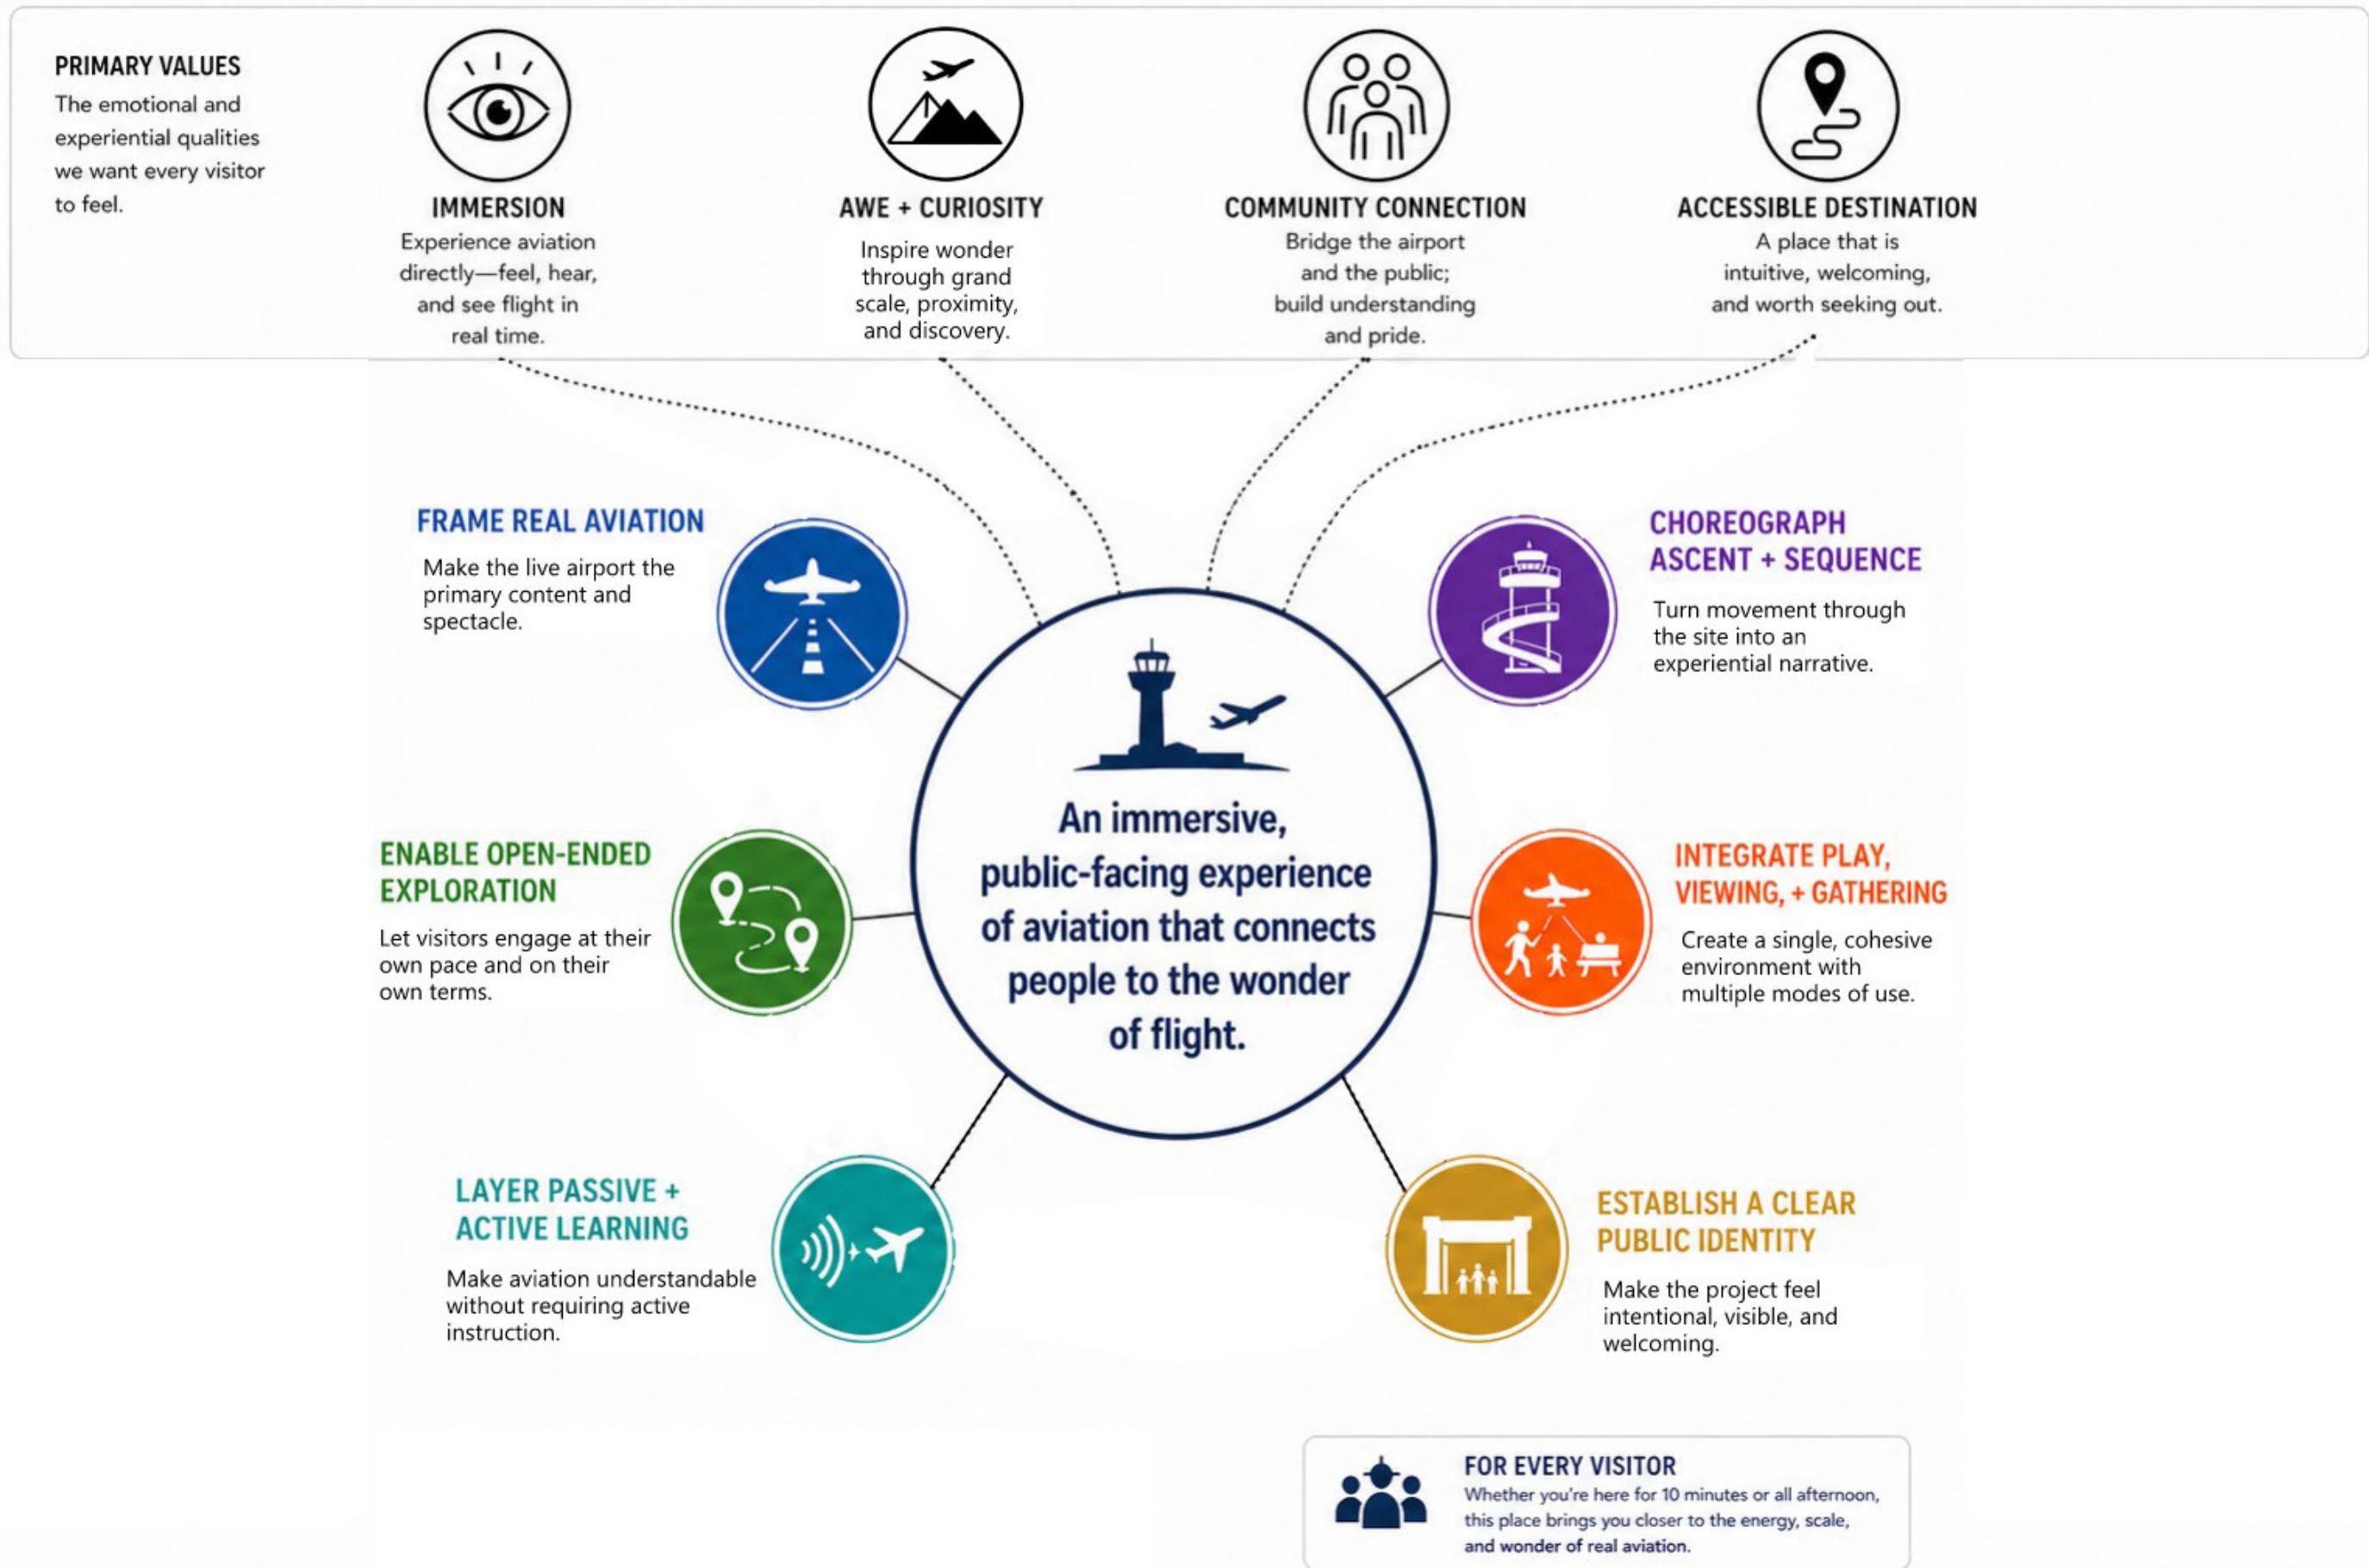 PRIMARY VALUES
The emotional and
experiential qualities
we want every visitor
to feel.
IMMERSION
Experience aviation
directly—feel, hear,
and see flight in
real time.
AWE + CURIOSITY
Inspire wonder
through grand
scale, proximity,
and discovery.
COMMUNITY CONNECTION
Bridge the airport
and the public;
build understanding
and pride.
ACCESSIBLE DESTINATION
A place that is
intuitive, welcoming,
and worth seeking out.
FRAME REAL AVIATION
Make the live airport the
primary content and
spectacle.
CHOREOGRAPH
ASCENT + SEQUENCE
Turn movement through
the site into an
experiential narrative.
An immersive,
public-facing experience
of aviation that connects
people to the wonder
of flight.
ENABLE OPEN-ENDED
EXPLORATION
Let visitors engage at their
own pace and on their
own terms.
INTEGRATE PLAY,
VIEWING, + GATHERING
Create a single, cohesive
environment with
multiple modes of use.
LAYER PASSIVE +
ACTIVE LEARNING
Make aviation understandable
without requiring active
instruction.
ESTABLISH A CLEAR
PUBLIC IDENTITY
Make the project feel
intentional, visible, and
welcoming.
FOR EVERY VISITOR
Whether you're here for 10 minutes or all afternoon,
this place brings you closer to the energy, scale,
and wonder of real aviation.